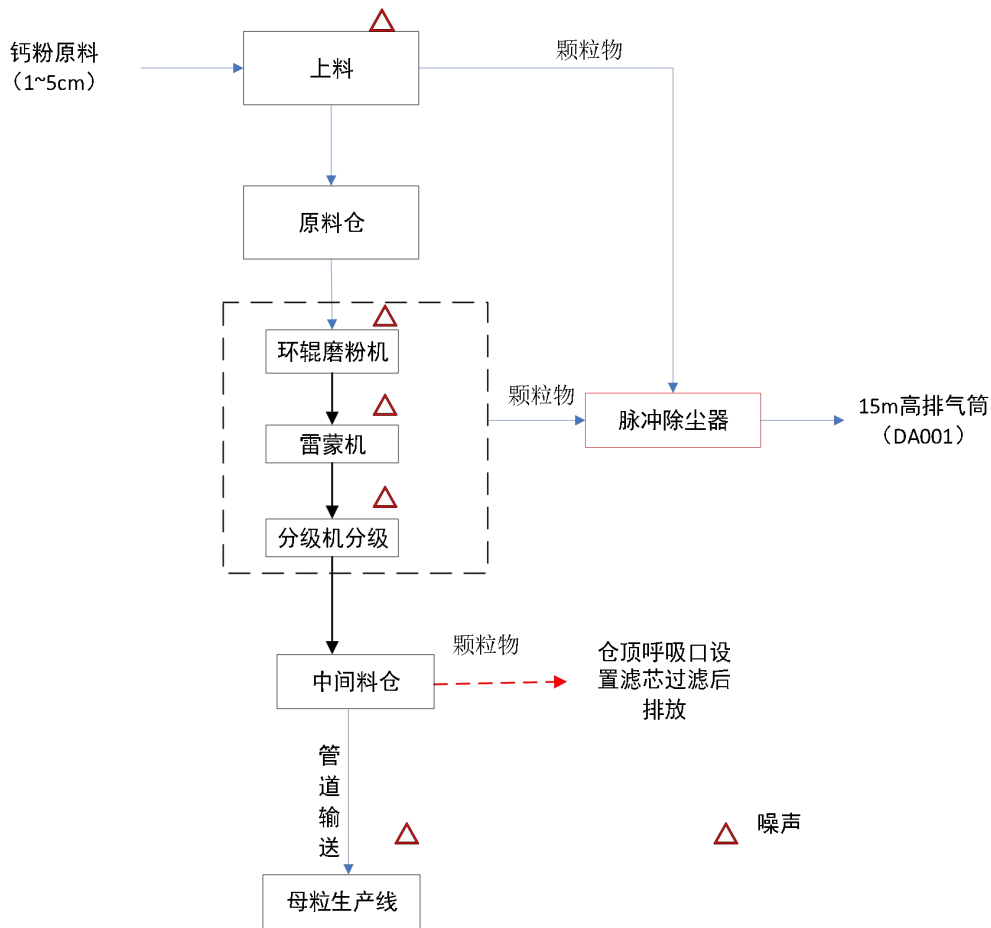 钙粉原料
（1~5cm）
上料
颗粒物
原料仓
环辊磨粉机
雷蒙机
分级机分级
颗粒物
脉冲除尘器
15m高排气筒
（DA001）
中间料仓
颗粒物
仓顶呼吸口设
置滤芯过滤后
排放
管
道
输
送
噪声
母粒生产线